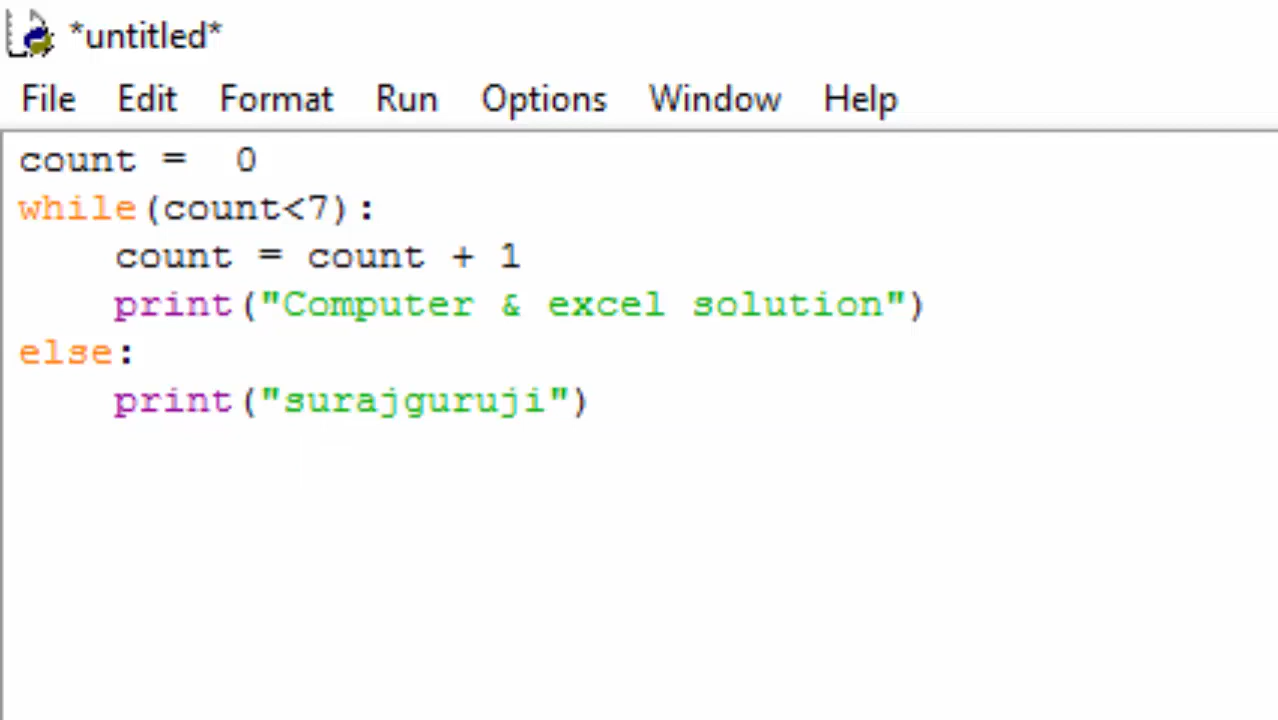 *untitled*
File Edit Format Run Options Window Help
count =  0
while(count<7):
    count = count + 1
    print("Computer & excel solution")
else:
    print("surajguruji")